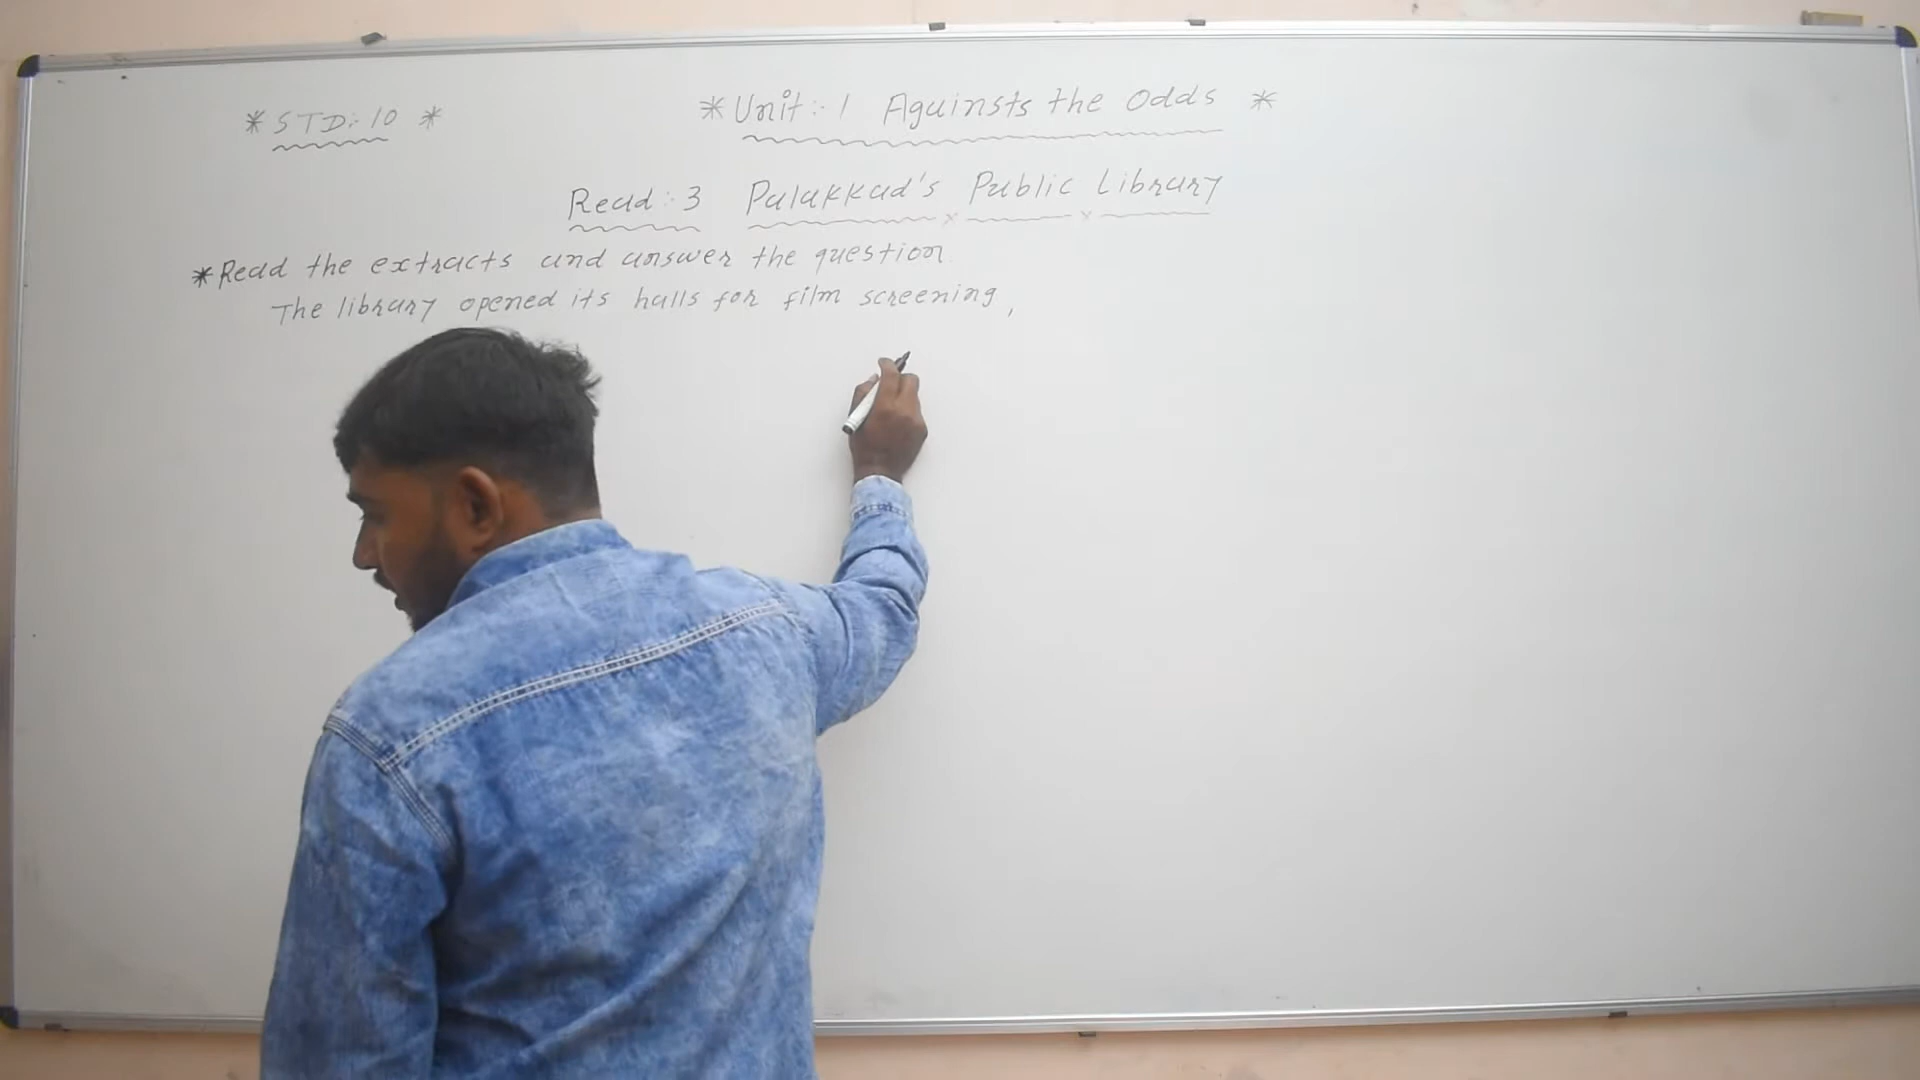 * STD:- 10 *
* Unit:- 1 Againsts the Odds *
Read:- 3 Palakkad's Public Library
* Read the extracts and answer the question
The library opened its halls for film screening,